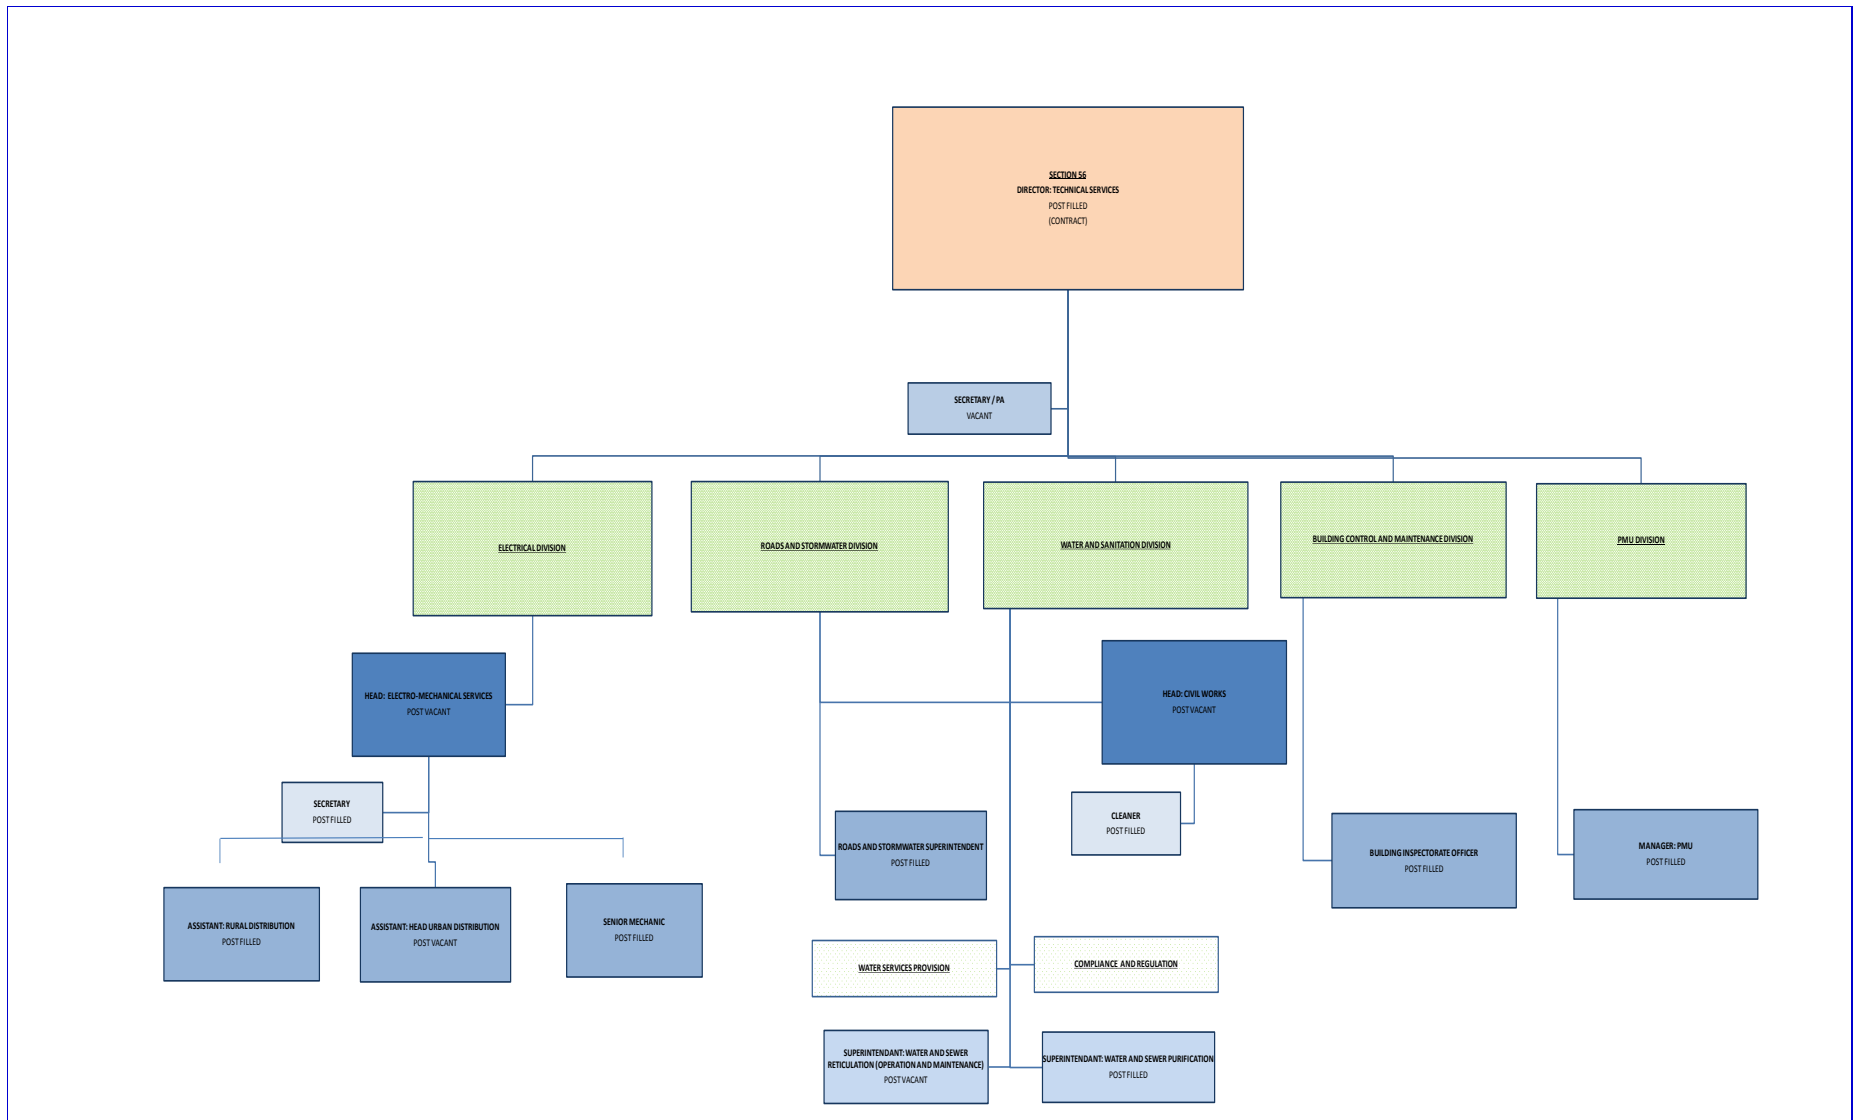 SECTION 56
DIRECTOR: TECHNICAL SERVICES
POST FILLED
(CONTRACT)
SECRETARY / PA
VACANT
ELECTRICAL DIVISION
ROADS AND STORMWATER DIVISION
WATER AND SANITATION DIVISION
BUILDING CONTROL AND MAINTENANCE DIVISION
PMU DIVISION
HEAD: ELECTRO-MECHANICAL SERVICES
POST VACANT
HEAD: CIVIL WORKS
POST VACANT
SECRETARY
POST FILLED
CLEANER
POST FILLED
ROADS AND STORMWATER SUPERINTENDENT
POST FILLED
BUILDING INSPECTORATE OFFICER
POST FILLED
MANAGER: PMU
POST FILLED
ASSISTANT: RURAL DISTRIBUTION
POST FILLED
ASSISTANT: HEAD URBAN DISTRIBUTION
POST VACANT
SENIOR MECHANIC
POST FILLED
WATER SERVICES PROVISION
COMPLIANCE AND REGULATION
SUPERINTENDANT: WATER AND SEWER
RETICULATION (OPERATION AND MAINTENANCE)
POST VACANT
SUPERINTENDANT: WATER AND SEWER PURIFICATION
POST FILLED